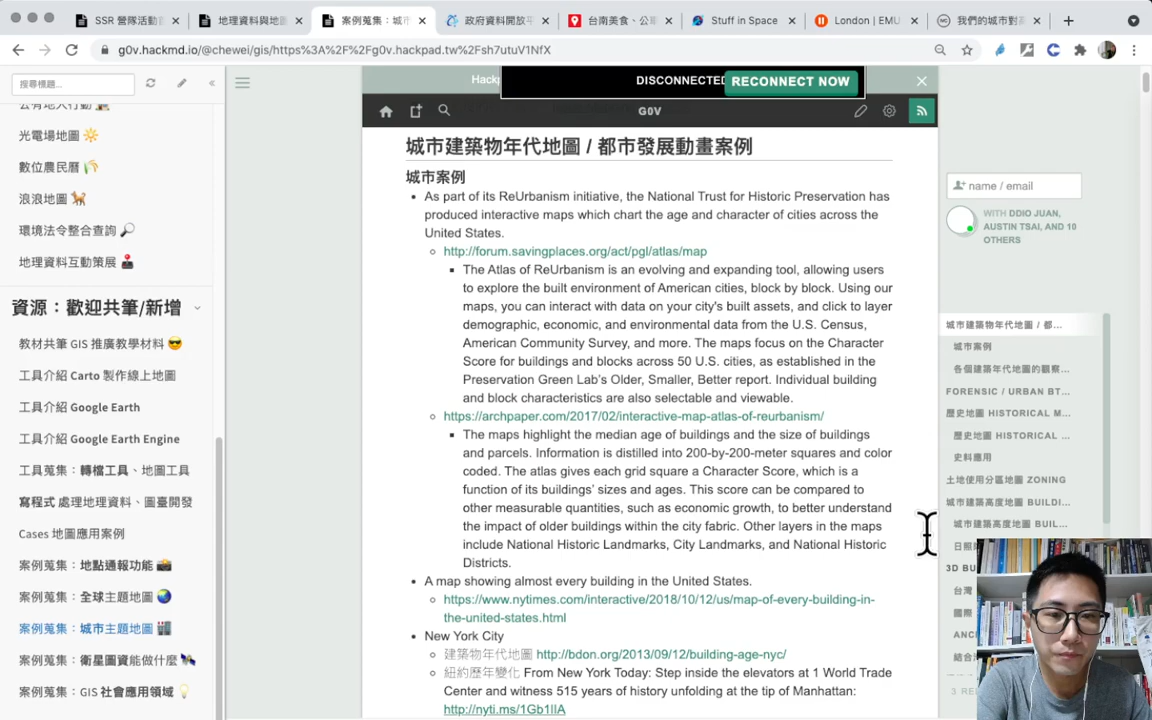 SSR 營隊活動
地理資料與地
案例蒐集：城市
政府資料開放平
台南美食、公車
Stuff in Space
London | EMU
我們的城市對
g0v.hackmd.io/@chewei/gis/https%3A%2F%2Fg0v.hackpad.tw%2Fsh7utuV1NfX
搜尋標題...
公有地大行動
光電場地圖
數位農民曆
浪浪地圖
環境法令整合查詢
地理資料互動策展
資源：歡迎共筆/新增
教材共筆 GIS 推廣教學材料
工具介紹 Carto 製作線上地圖
工具介紹 Google Earth
工具介紹 Google Earth Engine
工具蒐集：轉檔工具、地圖工具
寫程式 處理地理資料、圖臺開發
Cases 地圖應用案例
案例蒐集：地點通報功能
案例蒐集：全球主題地圖
案例蒐集：城市主題地圖
案例蒐集：衛星圖資能做什麼
案例蒐集：GIS 社會應用領域
Hackp
DISCONNECTED
RECONNECT NOW
G0V
城市建築物年代地圖 / 都市發展動畫案例
城市案例
As part of its ReUrbanism initiative, the National Trust for Historic Preservation has
produced interactive maps which chart the age and character of cities across the
United States.
http://forum.savingplaces.org/act/pgl/atlas/map
The Atlas of ReUrbanism is an evolving and expanding tool, allowing users
to explore the built environment of American cities, block by block. Using our
maps, you can interact with data on your city's built assets, and click to layer
demographic, economic, and environmental data from the U.S. Census,
American Community Survey, and more. The maps focus on the Character
Score for buildings and blocks across 50 U.S. cities, as established in the
Preservation Green Lab's Older, Smaller, Better report. Individual building
and block characteristics are also selectable and viewable.
https://archpaper.com/2017/02/interactive-map-atlas-of-reurbanism/
The maps highlight the median age of buildings and the size of buildings
and parcels. Information is distilled into 200-by-200-meter squares and color
coded. The atlas gives each grid square a Character Score, which is a
function of its buildings' sizes and ages. This score can be compared to
other measurable quantities, such as economic growth, to better understand
the impact of older buildings within the city fabric. Other layers in the maps
include National Historic Landmarks, City Landmarks, and National Historic
Districts.
A map showing almost every building in the United States.
https://www.nytimes.com/interactive/2018/10/12/us/map-of-every-building-in-
the-united-states.html
New York City
建築物年代地圖 http://bdon.org/2013/09/12/building-age-nyc/
紐約歷年變化 From New York Today: Step inside the elevators at 1 World Trade
Center and witness 515 years of history unfolding at the tip of Manhattan:
http://nyti.ms/1Gb1IIA
name / email
WITH DDIO JUAN,
AUSTIN TSAI, AND 10
OTHERS
城市建築物年代地圖 / 都...
城市案例
各個建築年代地圖的觀察...
FORENSIC / URBAN BT...
歷史地圖 HISTORICAL M...
歷史地圖 HISTORICAL ...
史料應用
土地使用分區地圖 ZONING
城市建築高度地圖 BUILDI...
城市建築高度地圖 BUIL...
日照
3D BU
台灣
國際
ANC
結合
3 RE